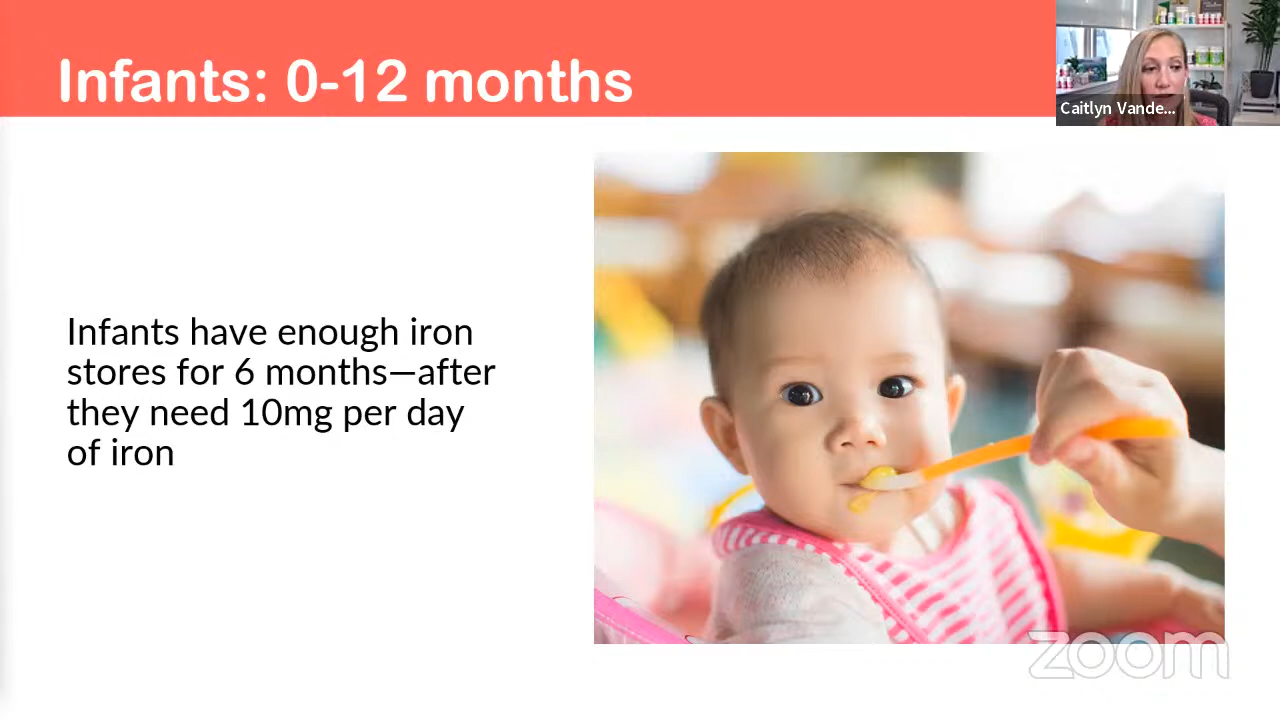 Infants: 0-12 months
Caitlyn Vande...
Infants have enough iron
stores for 6 months—after
they need 10mg per day
of iron
zoom